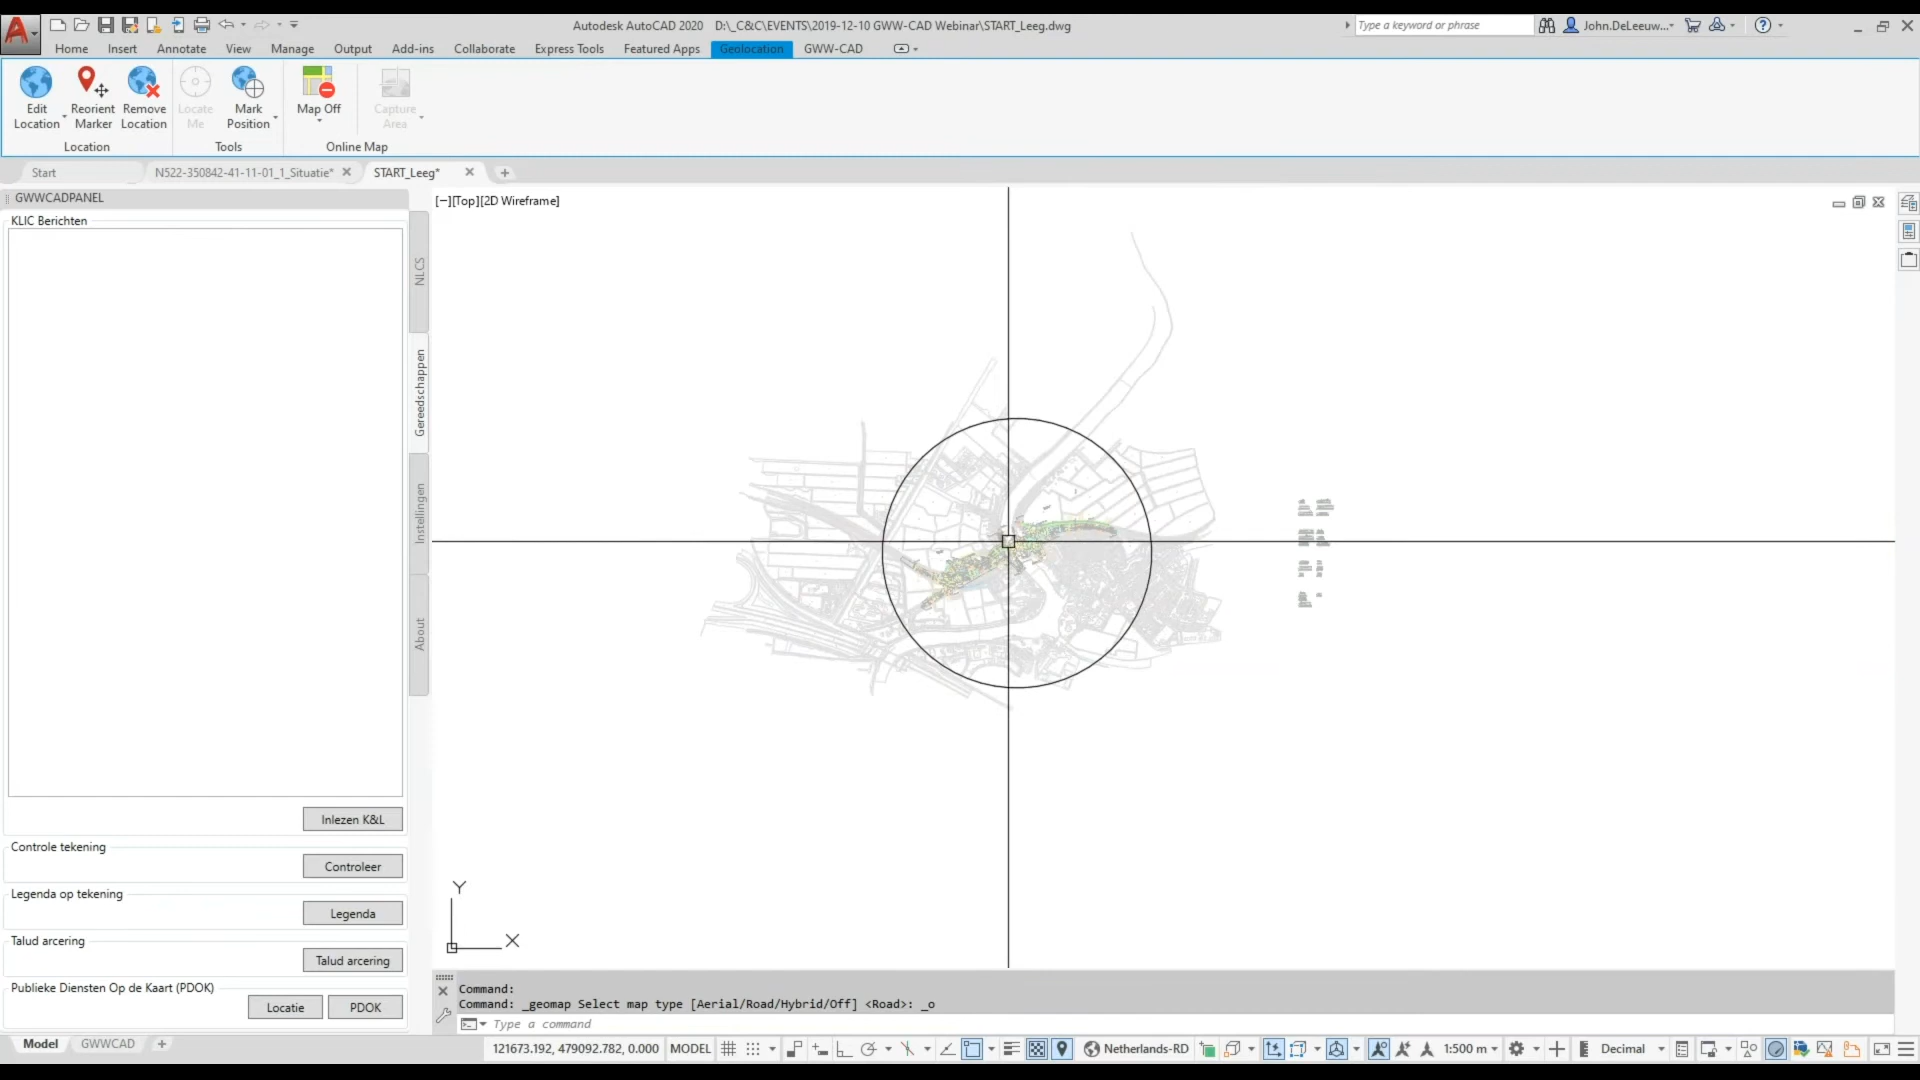 Autodesk AutoCAD 2020 D:\_C&C\EVENTS\2019-12-10 GWW-CAD Webinar\START_Leeg.dwg
Type a keyword or phrase
John.DeLeeuw...
Home Insert Annotate View Manage Output Add-ins Collaborate Express Tools Featured Apps Geolocation GWW-CAD
Edit Location
Reorient Marker
Remove Location
Locate Me
Mark Position
Map Off
Capture Area
Location Tools Online Map
Start N522-350842-41-11-01_1_Situatie* START_Leeg*
GWWCADPANEL
[−][Top][2D Wireframe]
KLIC Berichten
NLCS
Gereedschappen
Instellingen
About
Inlezen K&L
Controle tekening
Controleer
Legenda op tekening
Legenda
Talud arcering
Talud arcering
Publieke Diensten Op de Kaart (PDOK)
Locatie PDOK
Y
X
Command:
Command: _geomap Select map type [Aerial/Road/Hybrid/Off] <Road>: _o
Type a command
Model GWWCAD
121673.192, 479092.782, 0.000 MODEL Netherlands-RD 1:500 m Decimal